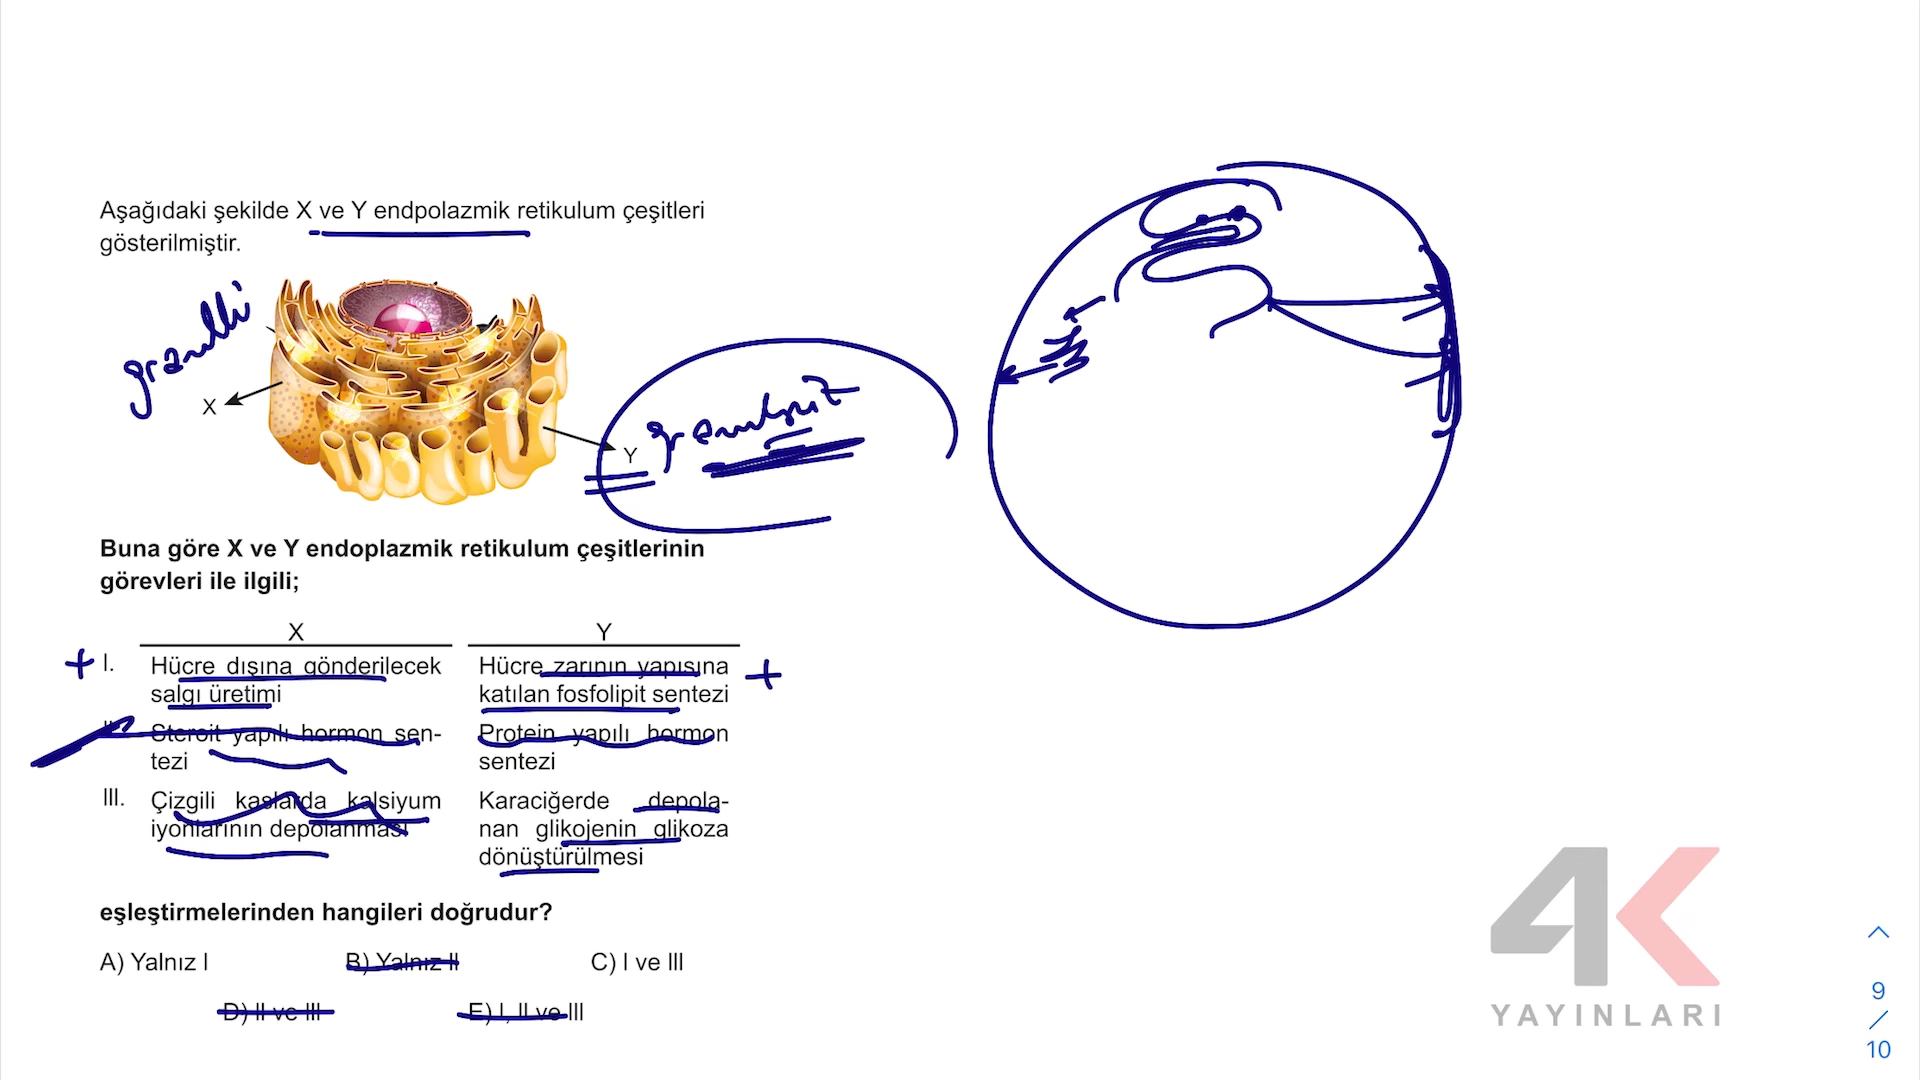 Aşağıdaki şekilde X ve Y endpolazmik retikulum çeşitleri
gösterilmiştir.
granüllü
X
Y
granülsüz
Buna göre X ve Y endoplazmik retikulum çeşitlerinin
görevleri ile ilgili;
X Y
+ I. Hücre dışına gönderilecek Hücre zarının yapısına +
salgı üretimi katılan fosfolipit sentezi
II. Steroit yapılı hormon sen- Protein yapılı hormon
tezi sentezi
III. Çizgili kaslarda kalsiyum Karaciğerde depola-
iyonlarının depolanması nan glikojenin glikoza
dönüştürülmesi
eşleştirmelerinden hangileri doğrudur?
A) Yalnız I B) Yalnız II C) I ve III
D) II ve III E) I, II ve III
4K
YAYINLARI
9
/
10